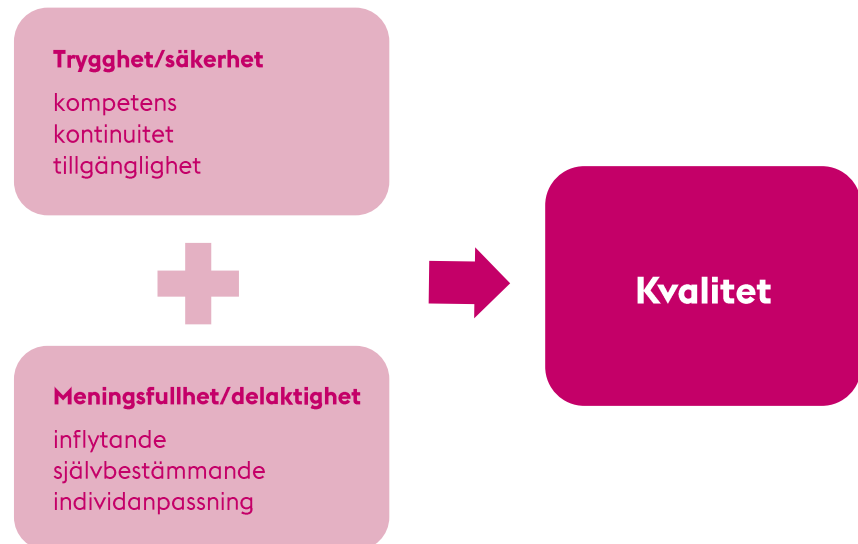 Trygghet/säkerhet
kompetens
kontinuitet
tillgänglighet
Meningsfullhet/delaktighet
inflytande
självbestämmande
individanpassning
Kvalitet